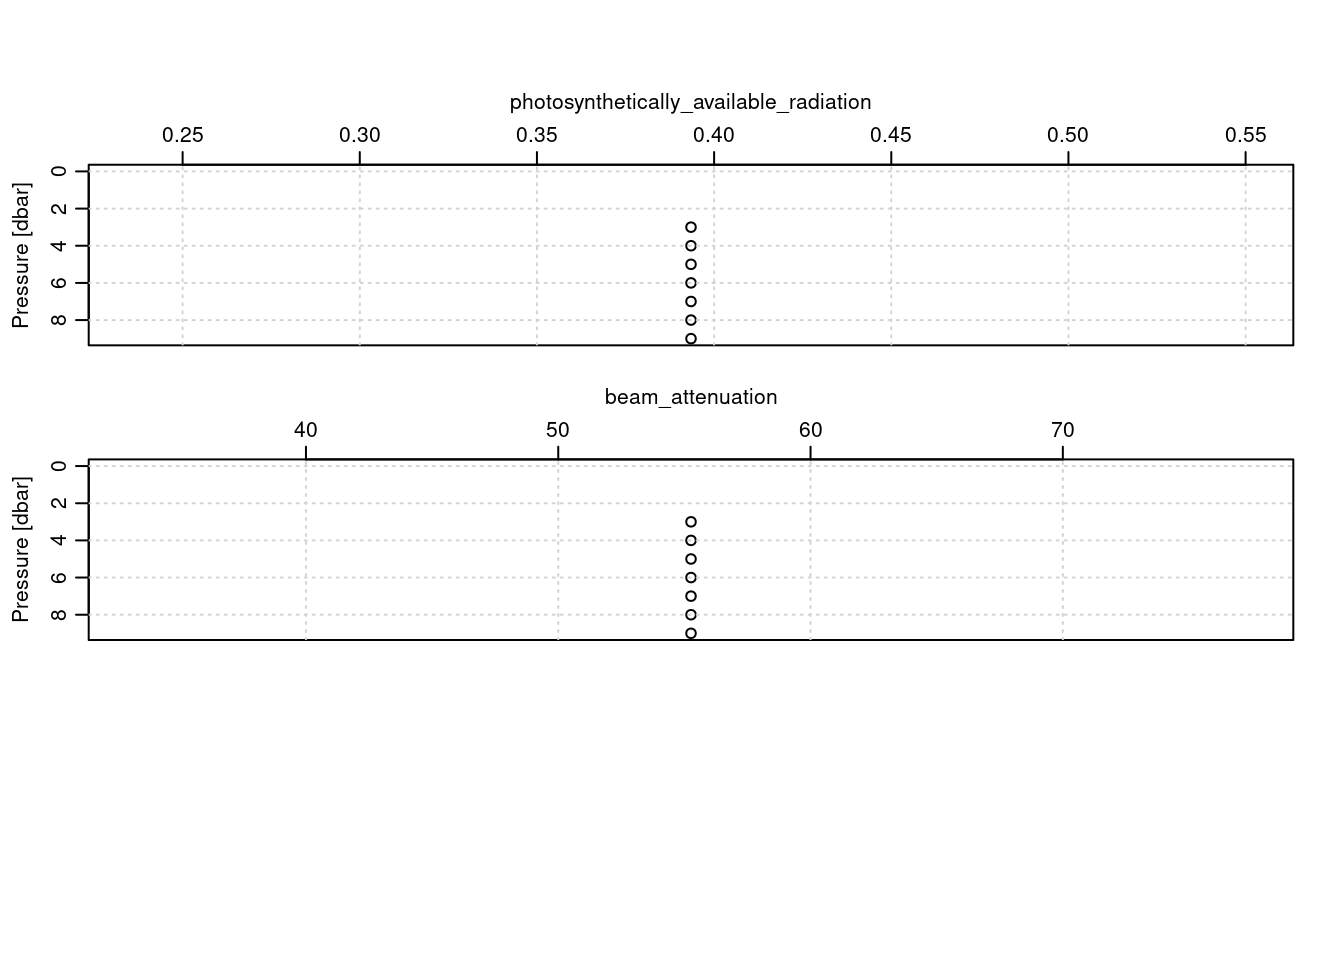 photosynthetically_available_radiation
0.25 0.30 0.35 0.40 0.45 0.50 0.55
Pressure [dbar]
0
2
4
6
8
beam_attenuation
40 50 60 70
Pressure [dbar]
0
2
4
6
8